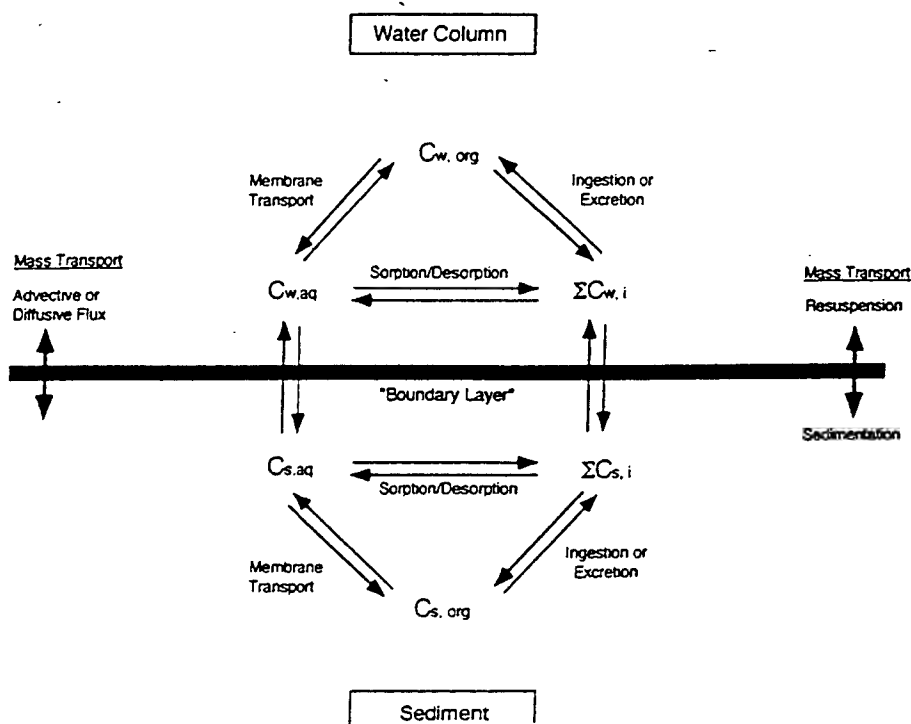 Water Column
Cw, org
Membrane
Transport
Ingestion or
Excretion
Mass Transport
Advective or
Diffusive Flux
Cw,aq
Sorption/Desorption
ΣCw, i
Mass Transport
Resuspension
"Boundary Layer"
Sedimentation
Cs,aq
Sorption/Desorption
ΣCs, i
Membrane
Transport
Ingestion or
Excretion
Cs, org
Sediment